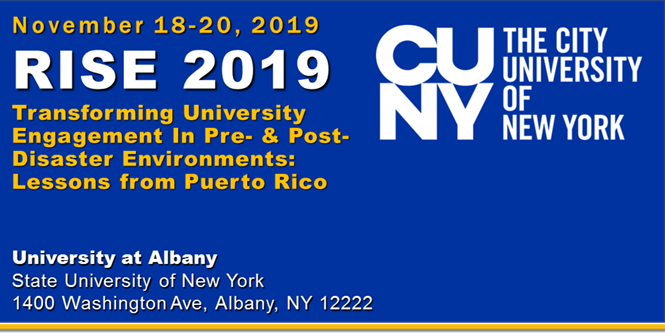 November 18-20, 2019
RISE 2019
Transforming University
Engagement In Pre- & Post-
Disaster Environments:
Lessons from Puerto Rico
CU
NY
THE CITY
UNIVERSITY
OF
NEW YORK
University at Albany
State University of New York
1400 Washington Ave, Albany, NY 12222